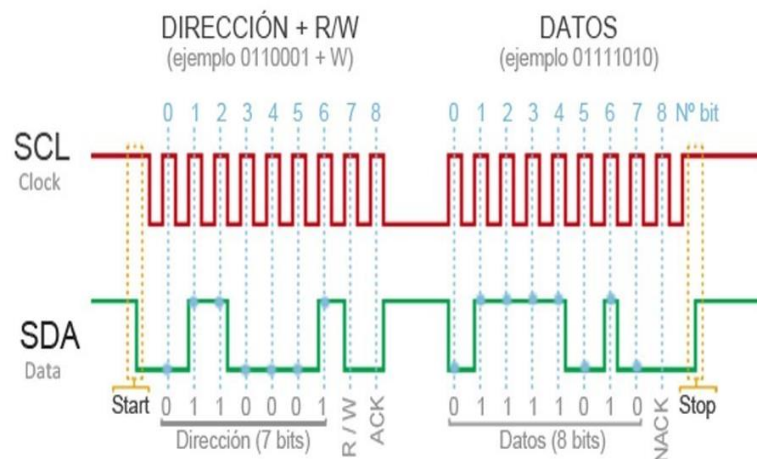 DIRECCIÓN + R/W DATOS
(ejemplo 0110001 + W) (ejemplo 01111010)
0 1 2 3 4 5 6 7 8 0 1 2 3 4 5 6 7 8 Nº bit
SCL
Clock
SDA
Data
Start 0 1 1 0 0 0 1 R / W ACK 0 1 1 1 1 0 1 0 NACK Stop
Dirección (7 bits) Datos (8 bits)